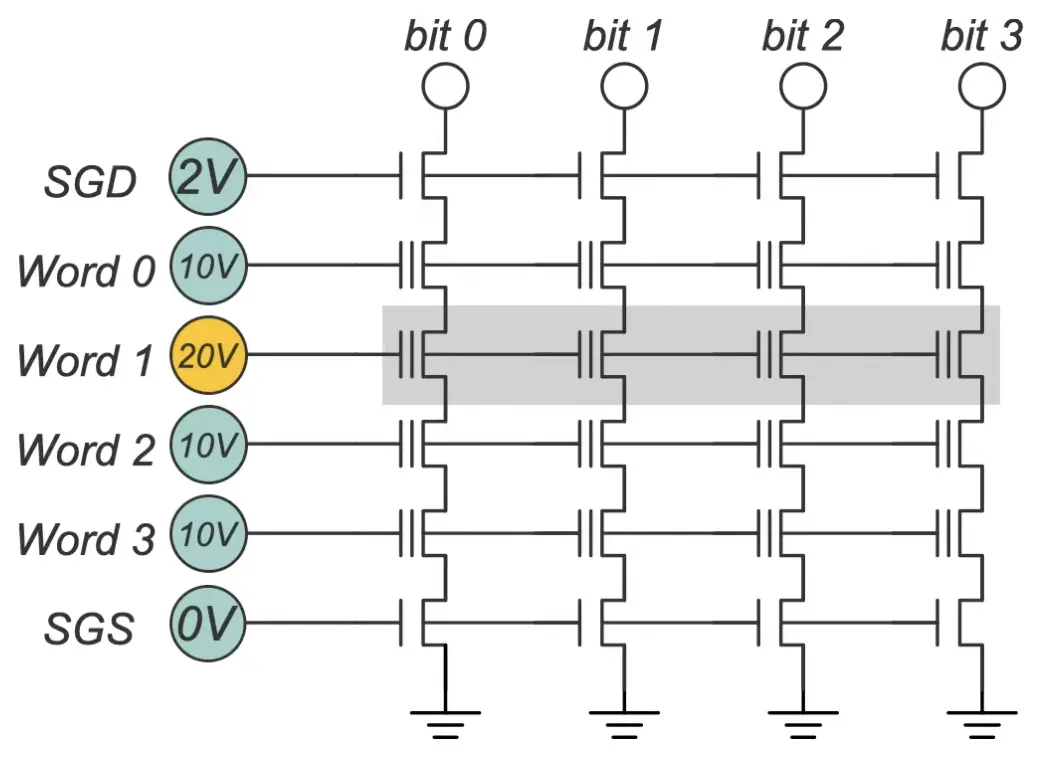 bit 0 bit 1 bit 2 bit 3
SGD 2V
Word 0 10V
Word 1 20V
Word 2 10V
Word 3 10V
SGS 0V